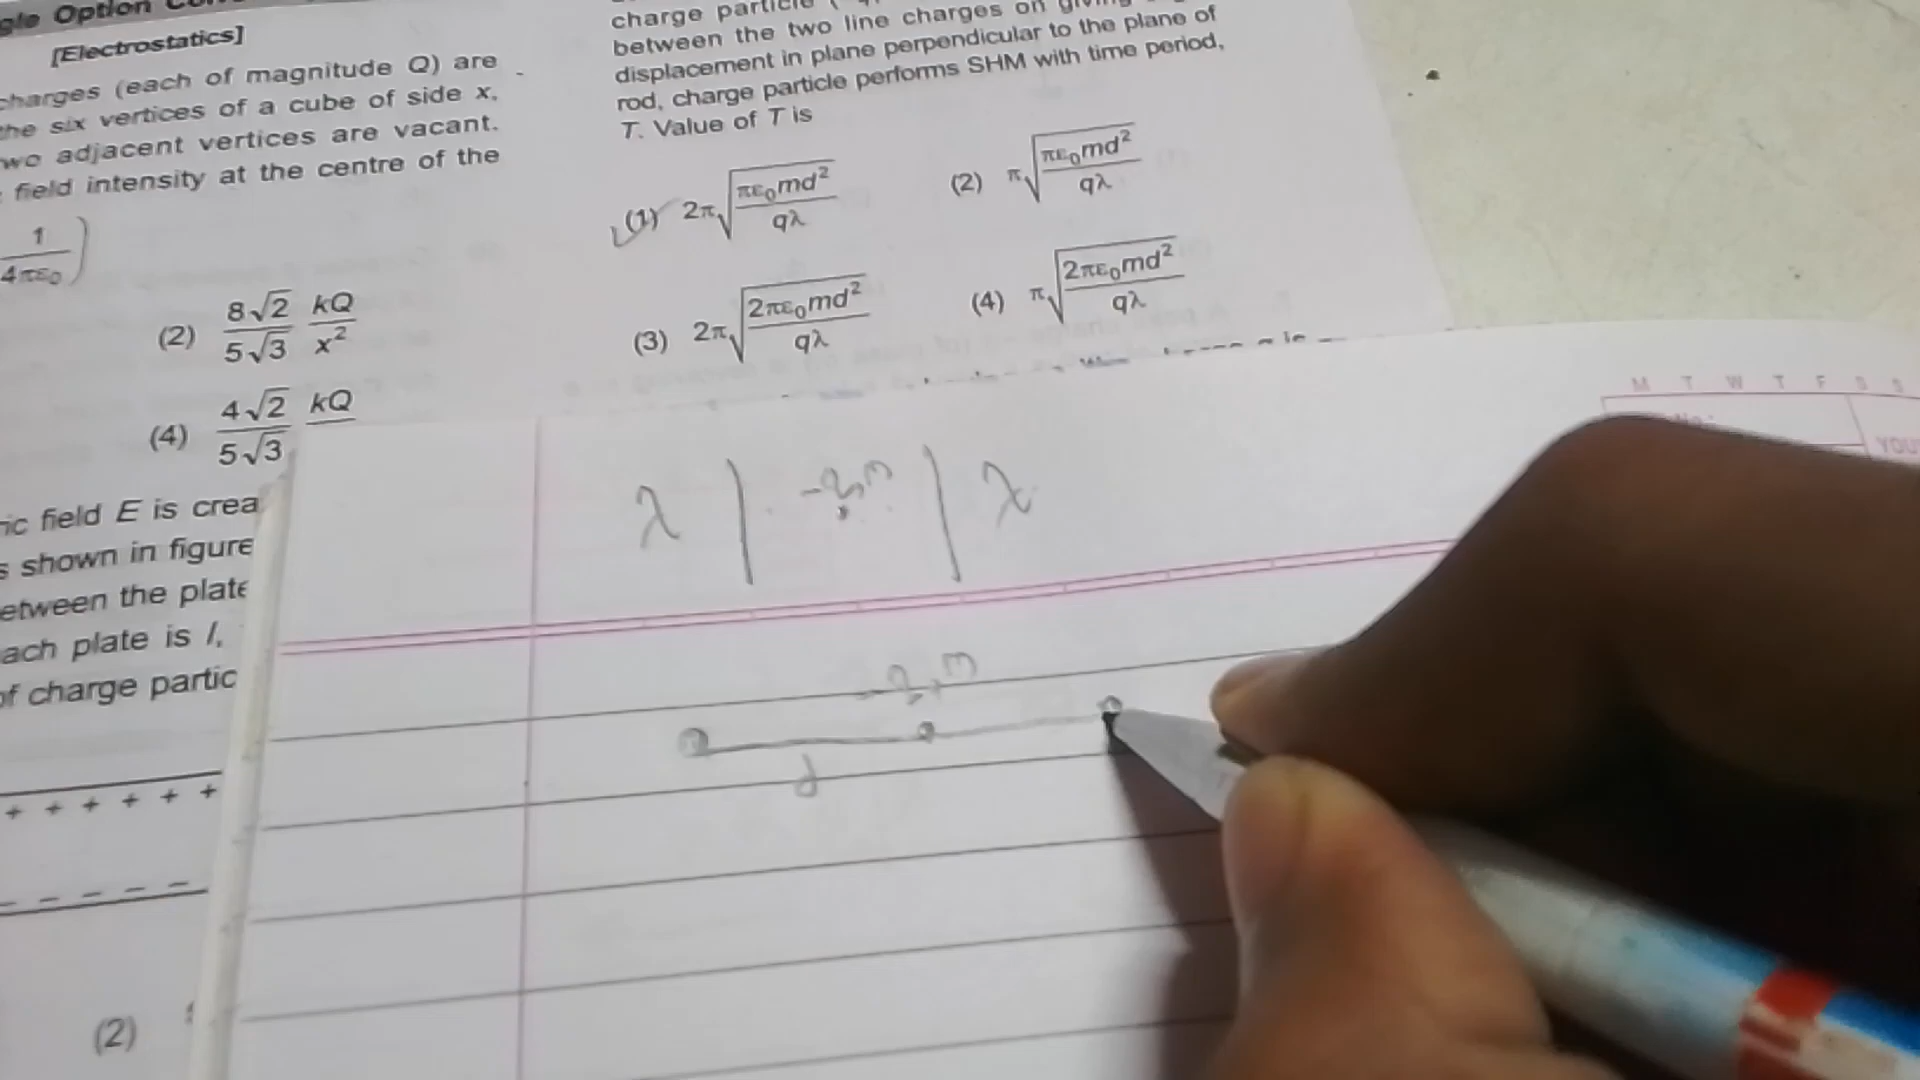 gle Option
[Electrostatics]
charges (each of magnitude Q) are
the six vertices of a cube of side x,
two adjacent vertices are vacant.
field intensity at the centre of the
1/4πε₀)
(2) 8√2/5√3 kQ/x²
(4) 4√2/5√3 kQ
ric field E is crea
s shown in figure
etween the plate
ach plate is l,
of charge partic
+ + + + + +
– – – – –
(2)
charge particle (
between the two line charges on giving
displacement in plane perpendicular to the plane of
rod, charge particle performs SHM with time period,
T. Value of T is
(1) 2π√(πε₀md²/qλ) (2) π√(πε₀md²/qλ)
(3) 2π√(2πε₀md²/qλ) (4) π√(2πε₀md²/qλ)
M T W T F S S
YOU
λ | -q,m | λ
-q,m
d